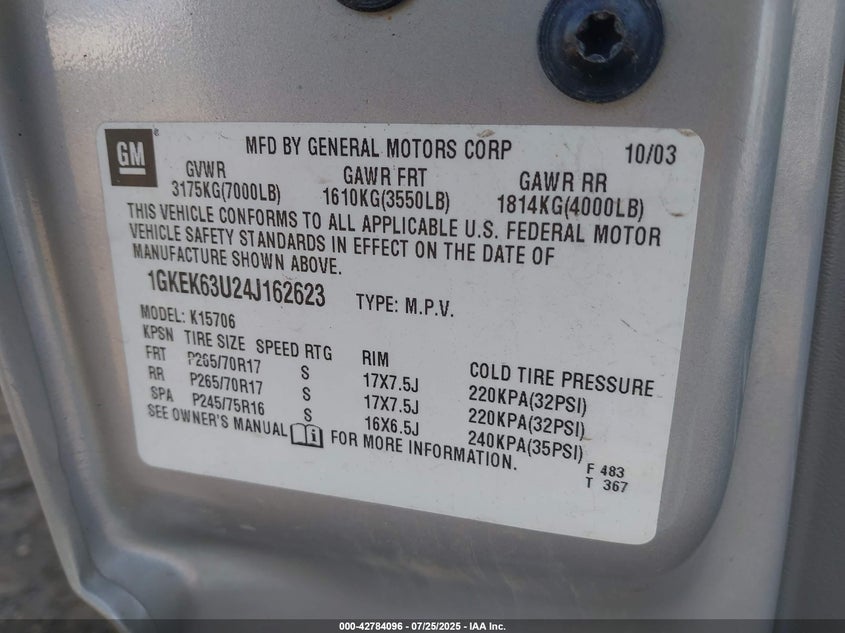 GM ® MFD BY GENERAL MOTORS CORP 10/03
GVWR GAWR FRT GAWR RR
3175KG(7000LB) 1610KG(3550LB) 1814KG(4000LB)
THIS VEHICLE CONFORMS TO ALL APPLICABLE U.S. FEDERAL MOTOR
VEHICLE SAFETY STANDARDS IN EFFECT ON THE DATE OF
MANUFACTURE SHOWN ABOVE.
1GKEK63U24J162623 TYPE: M.P.V.
MODEL: K15706
KPSN TIRE SIZE SPEED RTG RIM COLD TIRE PRESSURE
FRT P265/70R17 S 17X7.5J 220KPA(32PSI)
RR P265/70R17 S 17X7.5J 220KPA(32PSI)
SPA P245/75R16 S 16X6.5J 240KPA(35PSI)
SEE OWNER'S MANUAL i FOR MORE INFORMATION.
F 483
T 367
000-42784096 - 07/25/2025 - IAA Inc.